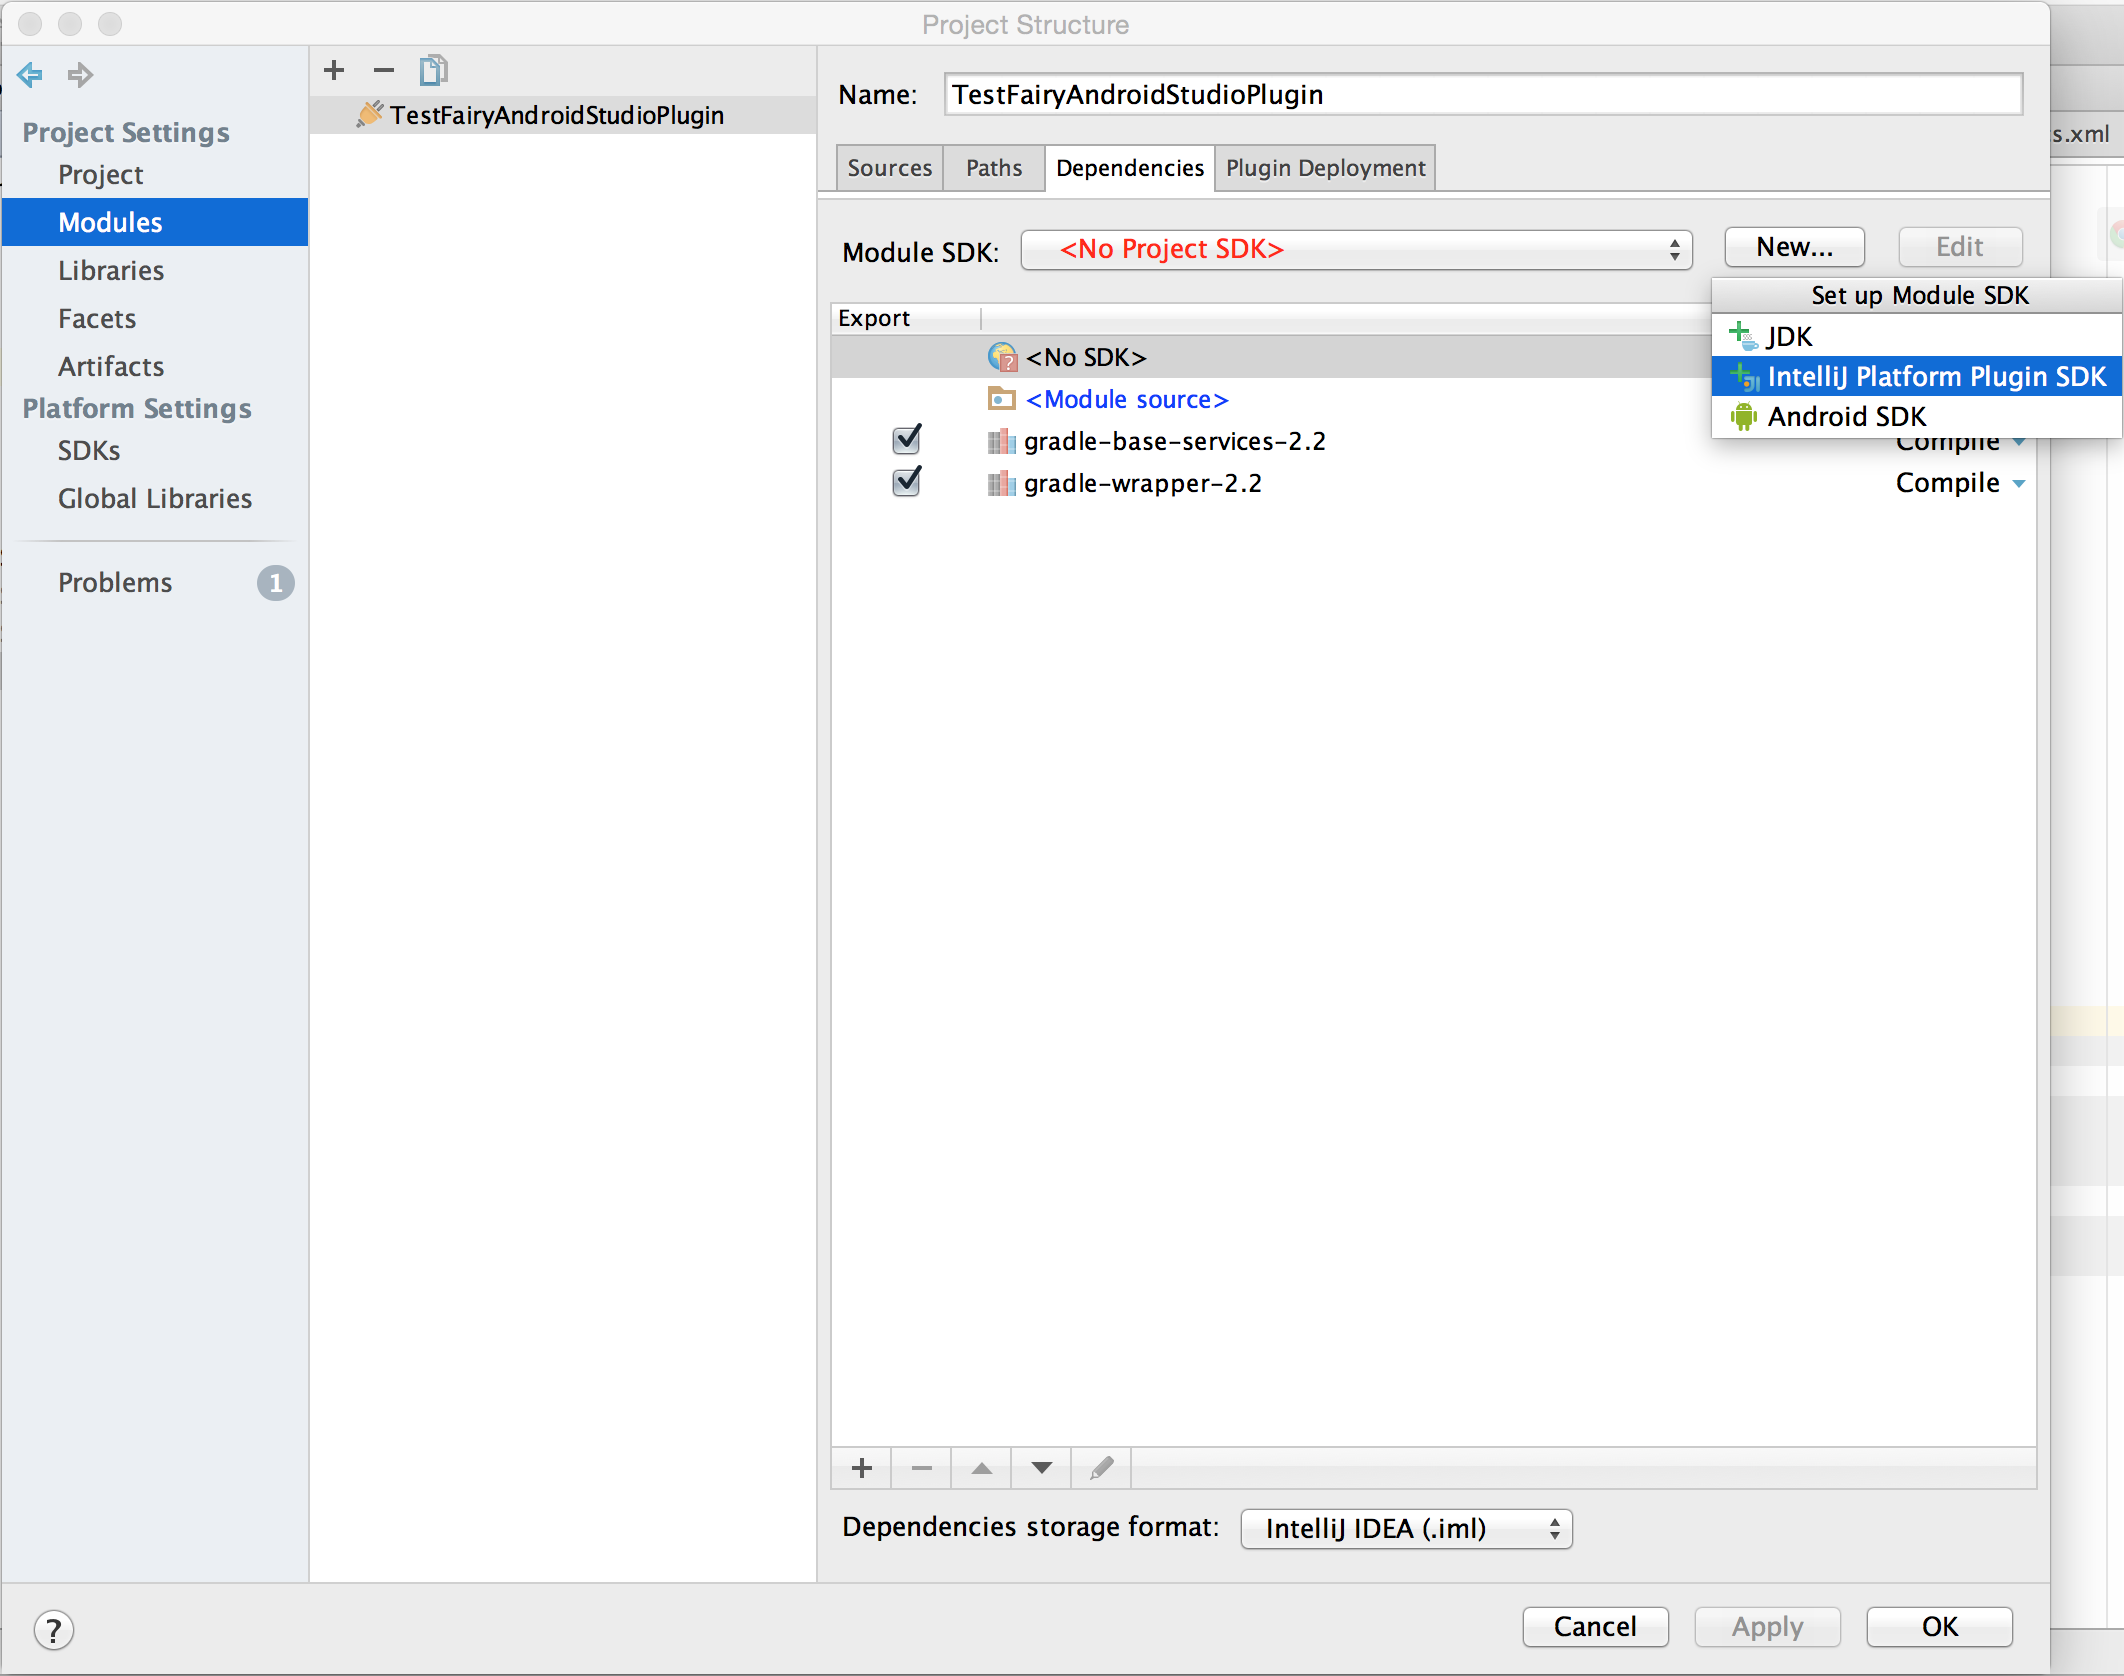 Project Structure
Project Settings
Project
Modules
Libraries
Facets
Artifacts
Platform Settings
SDKs
Global Libraries
Problems 1
TestFairyAndroidStudioPlugin
Name: TestFairyAndroidStudioPlugin
Sources Paths Dependencies Plugin Deployment
Module SDK: <No Project SDK> New... Edit
Set up Module SDK
JDK
IntelliJ Platform Plugin SDK
Android SDK
Export
<No SDK>
<Module source>
gradle-base-services-2.2 Compile
gradle-wrapper-2.2 Compile
Dependencies storage format: IntelliJ IDEA (.iml)
? Cancel Apply OK
s.xml